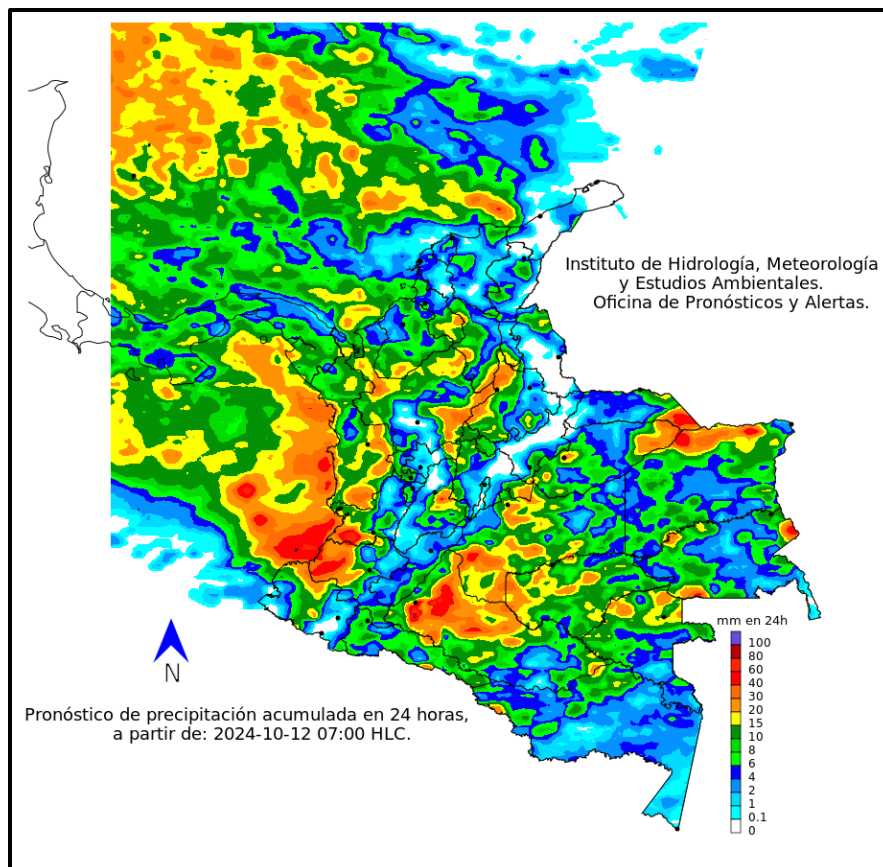 Instituto de Hidrología, Meteorología
y Estudios Ambientales.
Oficina de Pronósticos y Alertas.
N
Pronóstico de precipitación acumulada en 24 horas,
a partir de: 2024-10-12 07:00 HLC.
mm en 24h
100
80
60
40
30
20
15
10
8
6
4
2
1
0.1
0